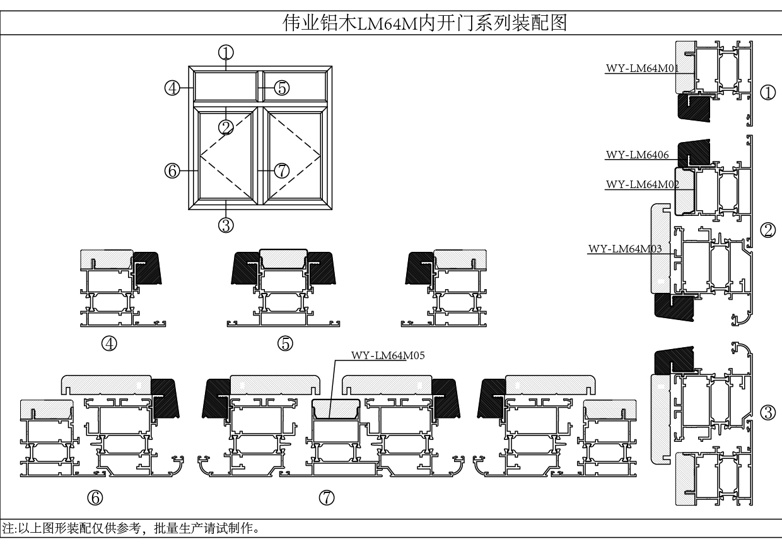 伟业铝木LM64M内开门系列装配图
①
④
⑤
②
⑥
⑦
③
WY-LM64M01
①
WY-LM6406
WY-LM64M02
②
WY-LM64M03
④
⑤
WY-LM64M05
③
⑥
⑦
注:以上图形装配仅供参考，批量生产请试制作。